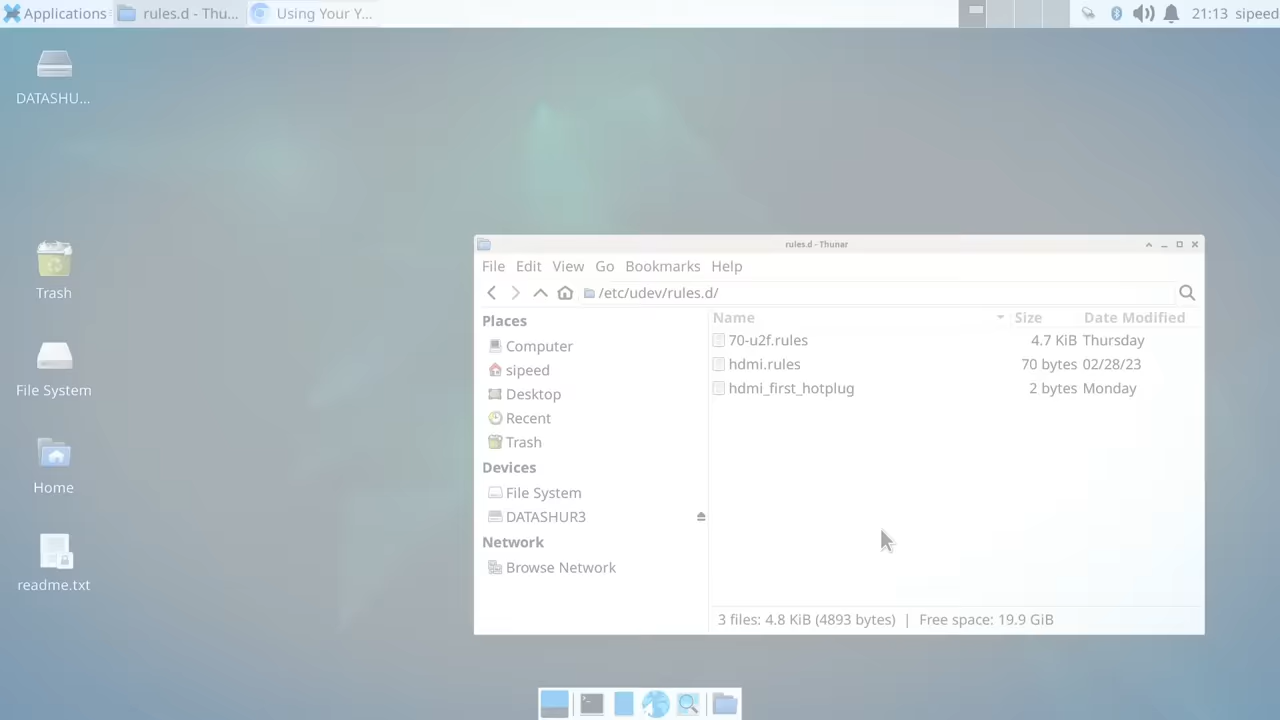 Applications rules.d - Thu... Using Your Y... 21:13 sipeed
DATASHU...
Trash
File System
Home
readme.txt
rules.d - Thunar
File Edit View Go Bookmarks Help
/etc/udev/rules.d/
Places
Computer
sipeed
Desktop
Recent
Trash
Devices
File System
DATASHUR3
Network
Browse Network
Name Size Date Modified
70-u2f.rules 4.7 KiB Thursday
hdmi.rules 70 bytes 02/28/23
hdmi_first_hotplug 2 bytes Monday
3 files: 4.8 KiB (4893 bytes) | Free space: 19.9 GiB